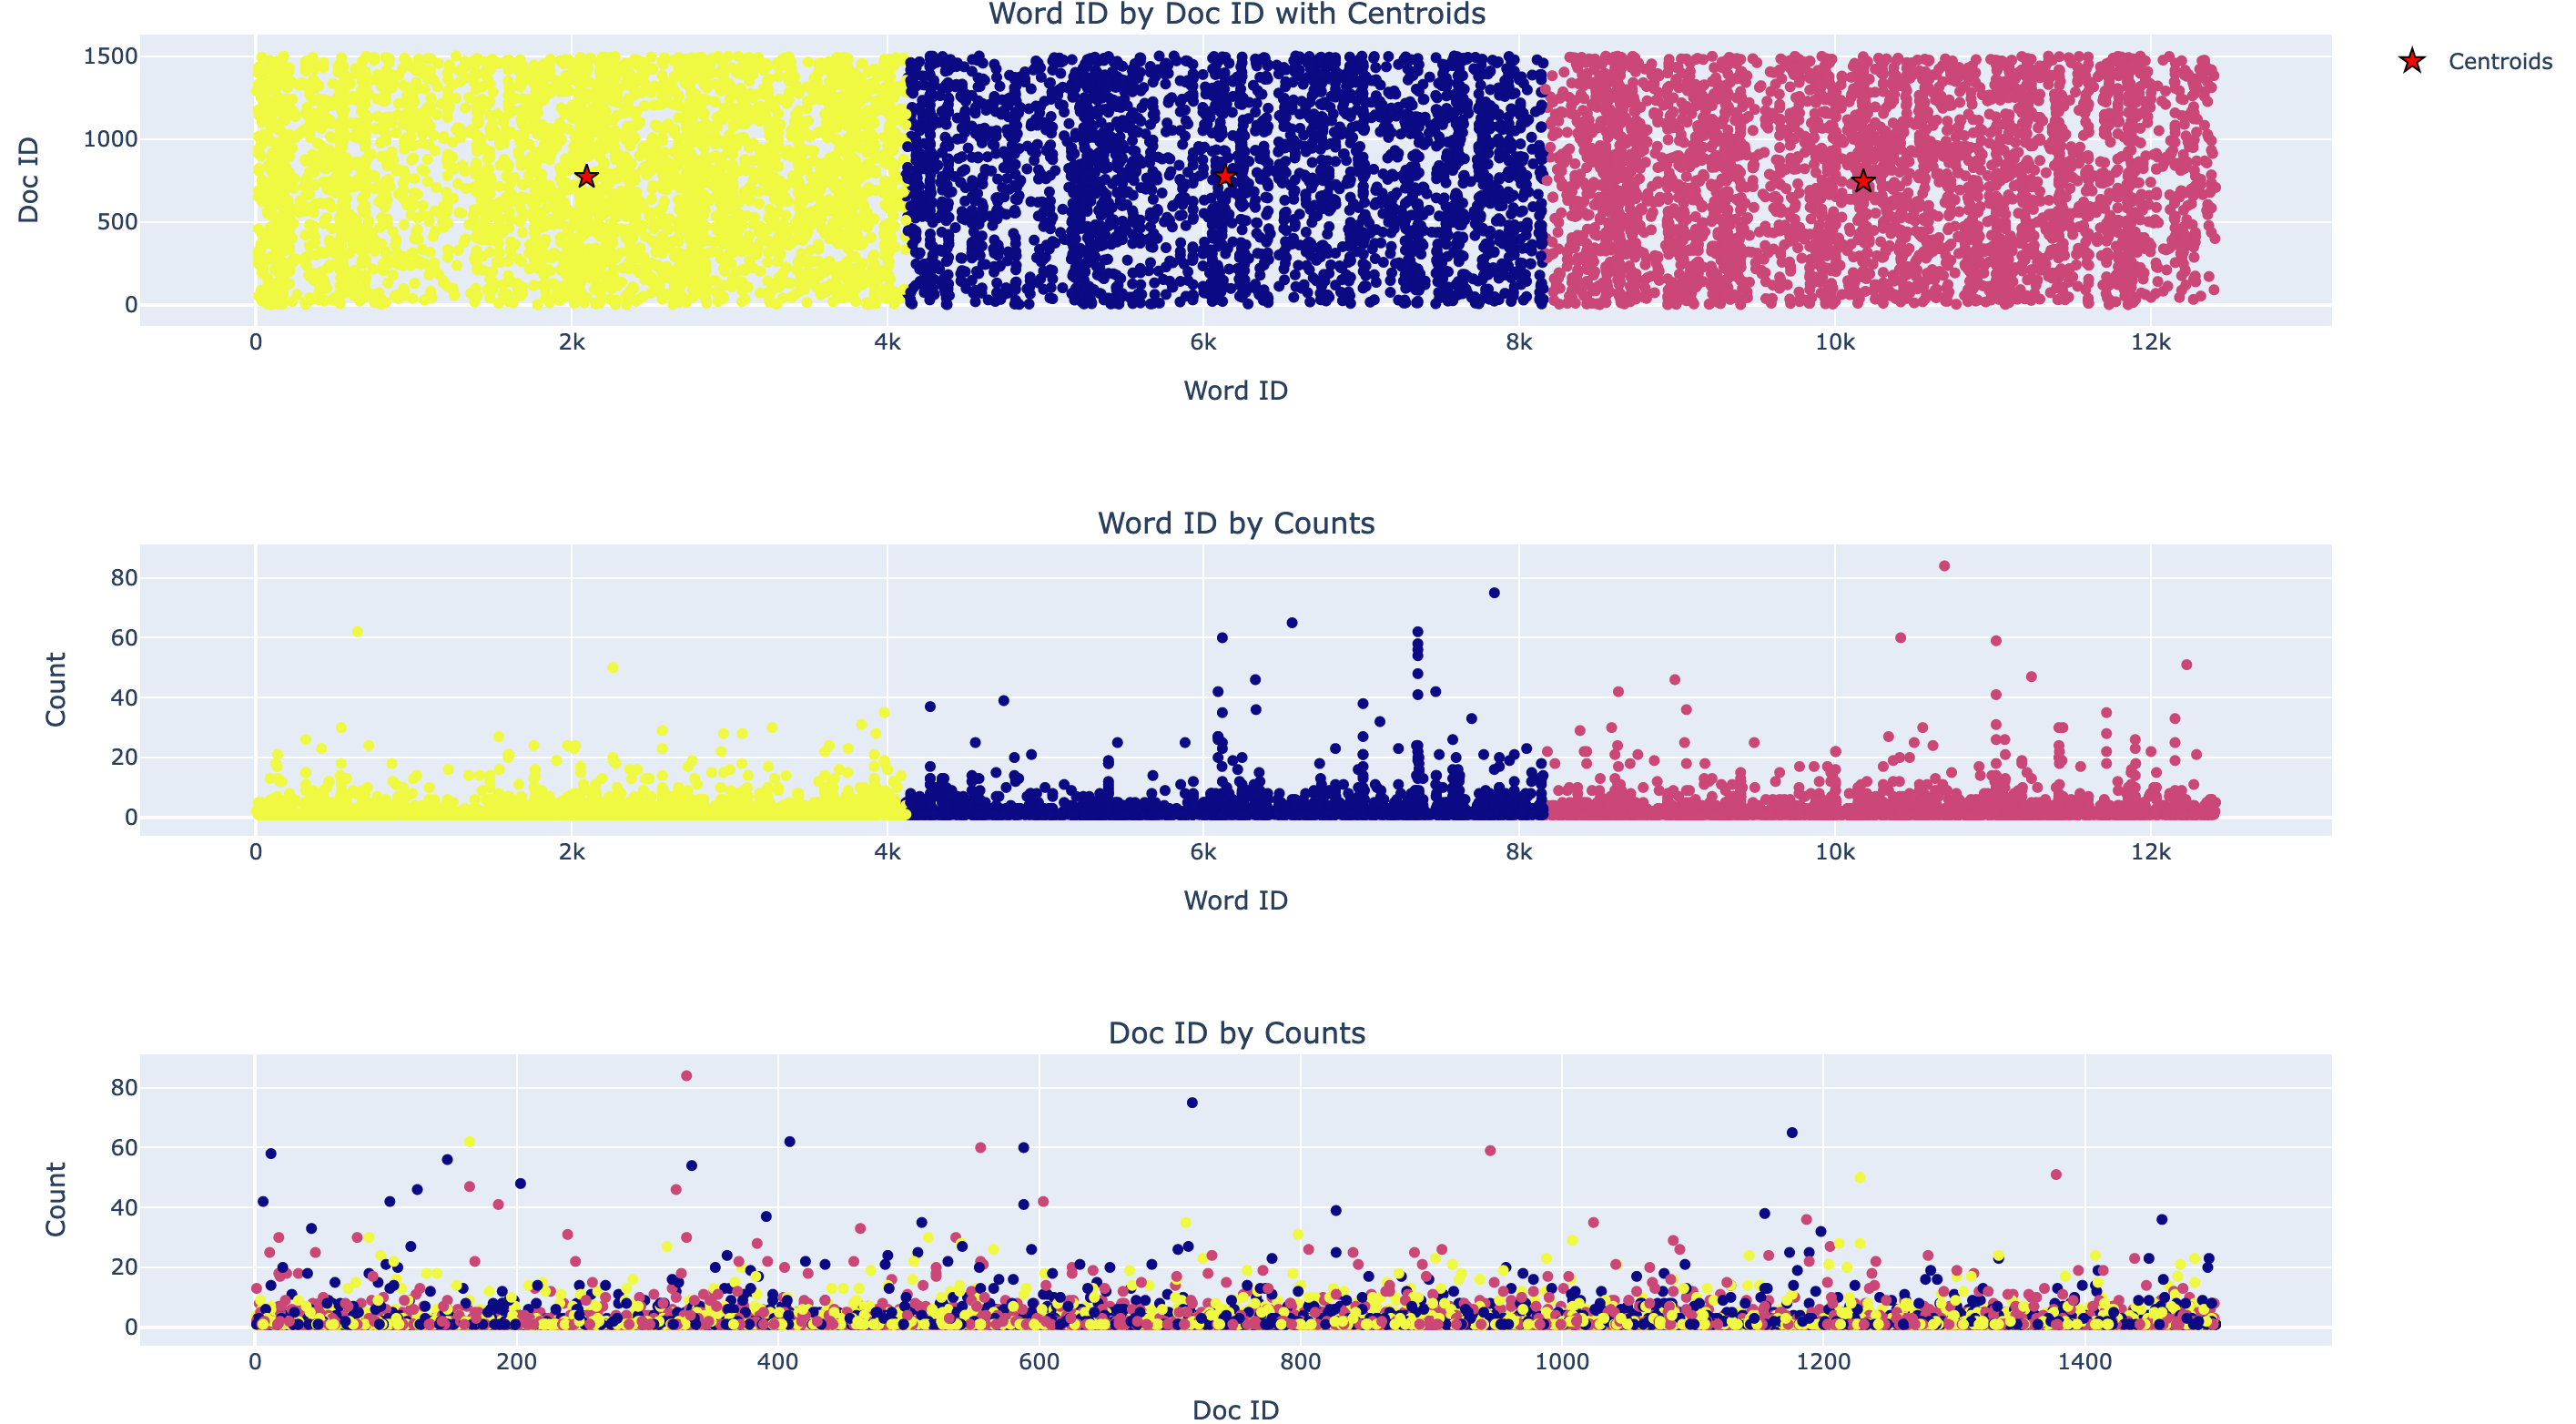 Word ID by Doc ID with Centroids
Centroids
1500
1000
500
0
Doc ID
0 2k 4k 6k 8k 10k 12k
Word ID
Word ID by Counts
80
60
40
20
0
Count
0 2k 4k 6k 8k 10k 12k
Word ID
Doc ID by Counts
80
60
40
20
0
Count
0 200 400 600 800 1000 1200 1400
Doc ID